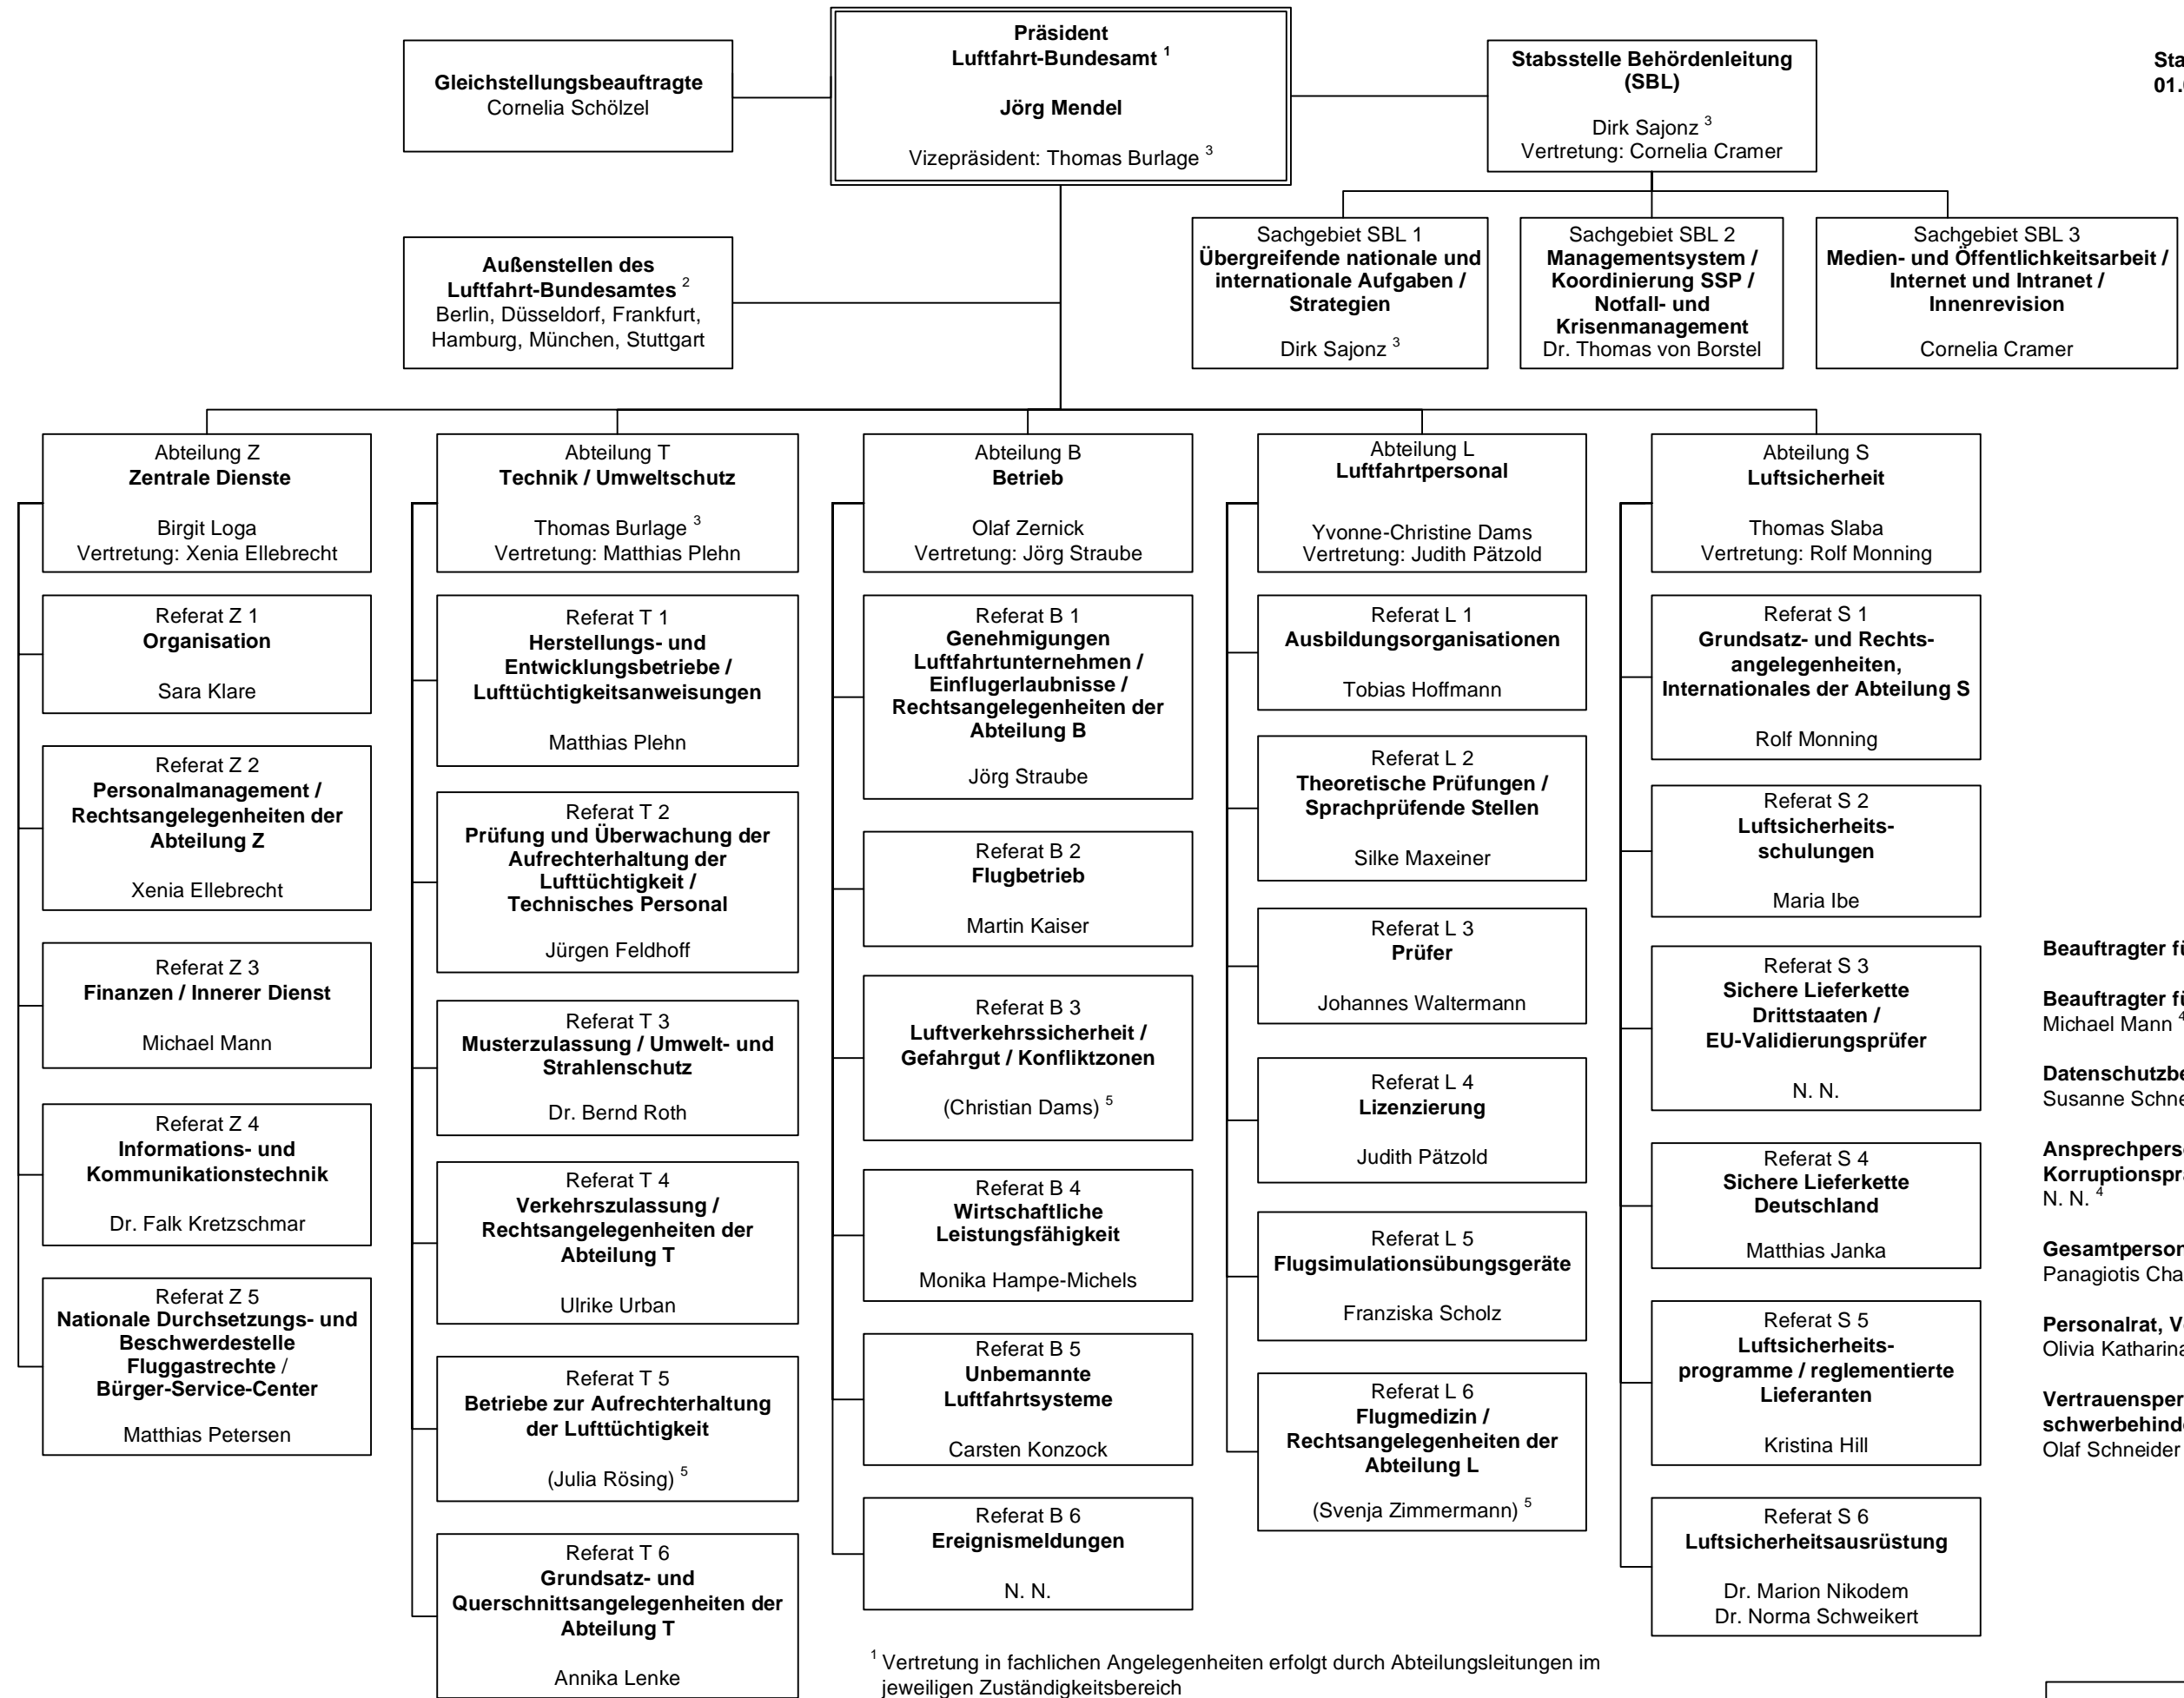 Präsident
Luftfahrt-Bundesamt ¹
Jörg Mendel
Vizepräsident: Thomas Burlage ³
Gleichstellungsbeauftragte
Cornelia Schölzel
Stabsstelle Behördenleitung
(SBL)
Dirk Sajonz ³
Vertretung: Cornelia Cramer
Außenstellen des
Luftfahrt-Bundesamtes ²
Berlin, Düsseldorf, Frankfurt,
Hamburg, München, Stuttgart
Sachgebiet SBL 1
Übergreifende nationale und
internationale Aufgaben /
Strategien
Dirk Sajonz ³
Sachgebiet SBL 2
Managementsystem /
Koordinierung SSP /
Notfall- und
Krisenmanagement
Dr. Thomas von Borstel
Sachgebiet SBL 3
Medien- und Öffentlichkeitsarbeit /
Internet und Intranet /
Innenrevision
Cornelia Cramer
Abteilung Z
Zentrale Dienste
Birgit Loga
Vertretung: Xenia Ellebrecht
Referat Z 1
Organisation
Sara Klare
Referat Z 2
Personalmanagement /
Rechtsangelegenheiten der
Abteilung Z
Xenia Ellebrecht
Referat Z 3
Finanzen / Innerer Dienst
Michael Mann
Referat Z 4
Informations- und
Kommunikationstechnik
Dr. Falk Kretzschmar
Referat Z 5
Nationale Durchsetzungs- und
Beschwerdestelle
Fluggastrechte /
Bürger-Service-Center
Matthias Petersen
Abteilung T
Technik / Umweltschutz
Thomas Burlage ³
Vertretung: Matthias Plehn
Referat T 1
Herstellungs- und
Entwicklungsbetriebe /
Lufttüchtigkeitsanweisungen
Matthias Plehn
Referat T 2
Prüfung und Überwachung der
Aufrechterhaltung der
Lufttüchtigkeit /
Technisches Personal
Jürgen Feldhoff
Referat T 3
Musterzulassung / Umwelt- und
Strahlenschutz
Dr. Bernd Roth
Referat T 4
Verkehrszulassung /
Rechtsangelegenheiten der
Abteilung T
Ulrike Urban
Referat T 5
Betriebe zur Aufrechterhaltung
der Lufttüchtigkeit
(Julia Rösing) ⁵
Referat T 6
Grundsatz- und
Querschnittsangelegenheiten der
Abteilung T
Annika Lenke
Abteilung B
Betrieb
Olaf Zernick
Vertretung: Jörg Straube
Referat B 1
Genehmigungen
Luftfahrtunternehmen /
Einflugerlaubnisse /
Rechtsangelegenheiten der
Abteilung B
Jörg Straube
Referat B 2
Flugbetrieb
Martin Kaiser
Referat B 3
Luftverkehrssicherheit /
Gefahrgut / Konfliktzonen
(Christian Dams) ⁵
Referat B 4
Wirtschaftliche
Leistungsfähigkeit
Monika Hampe-Michels
Referat B 5
Unbemannte
Luftfahrtsysteme
Carsten Konzock
Referat B 6
Ereignismeldungen
N. N.
Abteilung L
Luftfahrtpersonal
Yvonne-Christine Dams
Vertretung: Judith Pätzold
Referat L 1
Ausbildungsorganisationen
Tobias Hoffmann
Referat L 2
Theoretische Prüfungen /
Sprachprüfende Stellen
Silke Maxeiner
Referat L 3
Prüfer
Johannes Waltermann
Referat L 4
Lizenzierung
Judith Pätzold
Referat L 5
Flugsimulationsübungsgeräte
Franziska Scholz
Referat L 6
Flugmedizin /
Rechtsangelegenheiten der
Abteilung L
(Svenja Zimmermann) ⁵
Abteilung S
Luftsicherheit
Thomas Slaba
Vertretung: Rolf Monning
Referat S 1
Grundsatz- und Rechts-
angelegenheiten,
Internationales der Abteilung S
Rolf Monning
Referat S 2
Luftsicherheits-
schulungen
Maria Ibe
Referat S 3
Sichere Lieferkette
Drittstaaten /
EU-Validierungsprüfer
N. N.
Referat S 4
Sichere Lieferkette
Deutschland
Matthias Janka
Referat S 5
Luftsicherheits-
programme / reglementierte
Lieferanten
Kristina Hill
Referat S 6
Luftsicherheitsausrüstung
Dr. Marion Nikodem
Dr. Norma Schweikert
Beauftragter
Beauftragter
Michael Mann ⁴
Susanne
N. N. ⁴
Panagiotis
Personalrat,
Olivia
Olaf Schneider
¹ Vertretung in fachlichen Angelegenheiten erfolgt durch Abteilungsleitungen im
jeweiligen Zuständigkeitsbereich